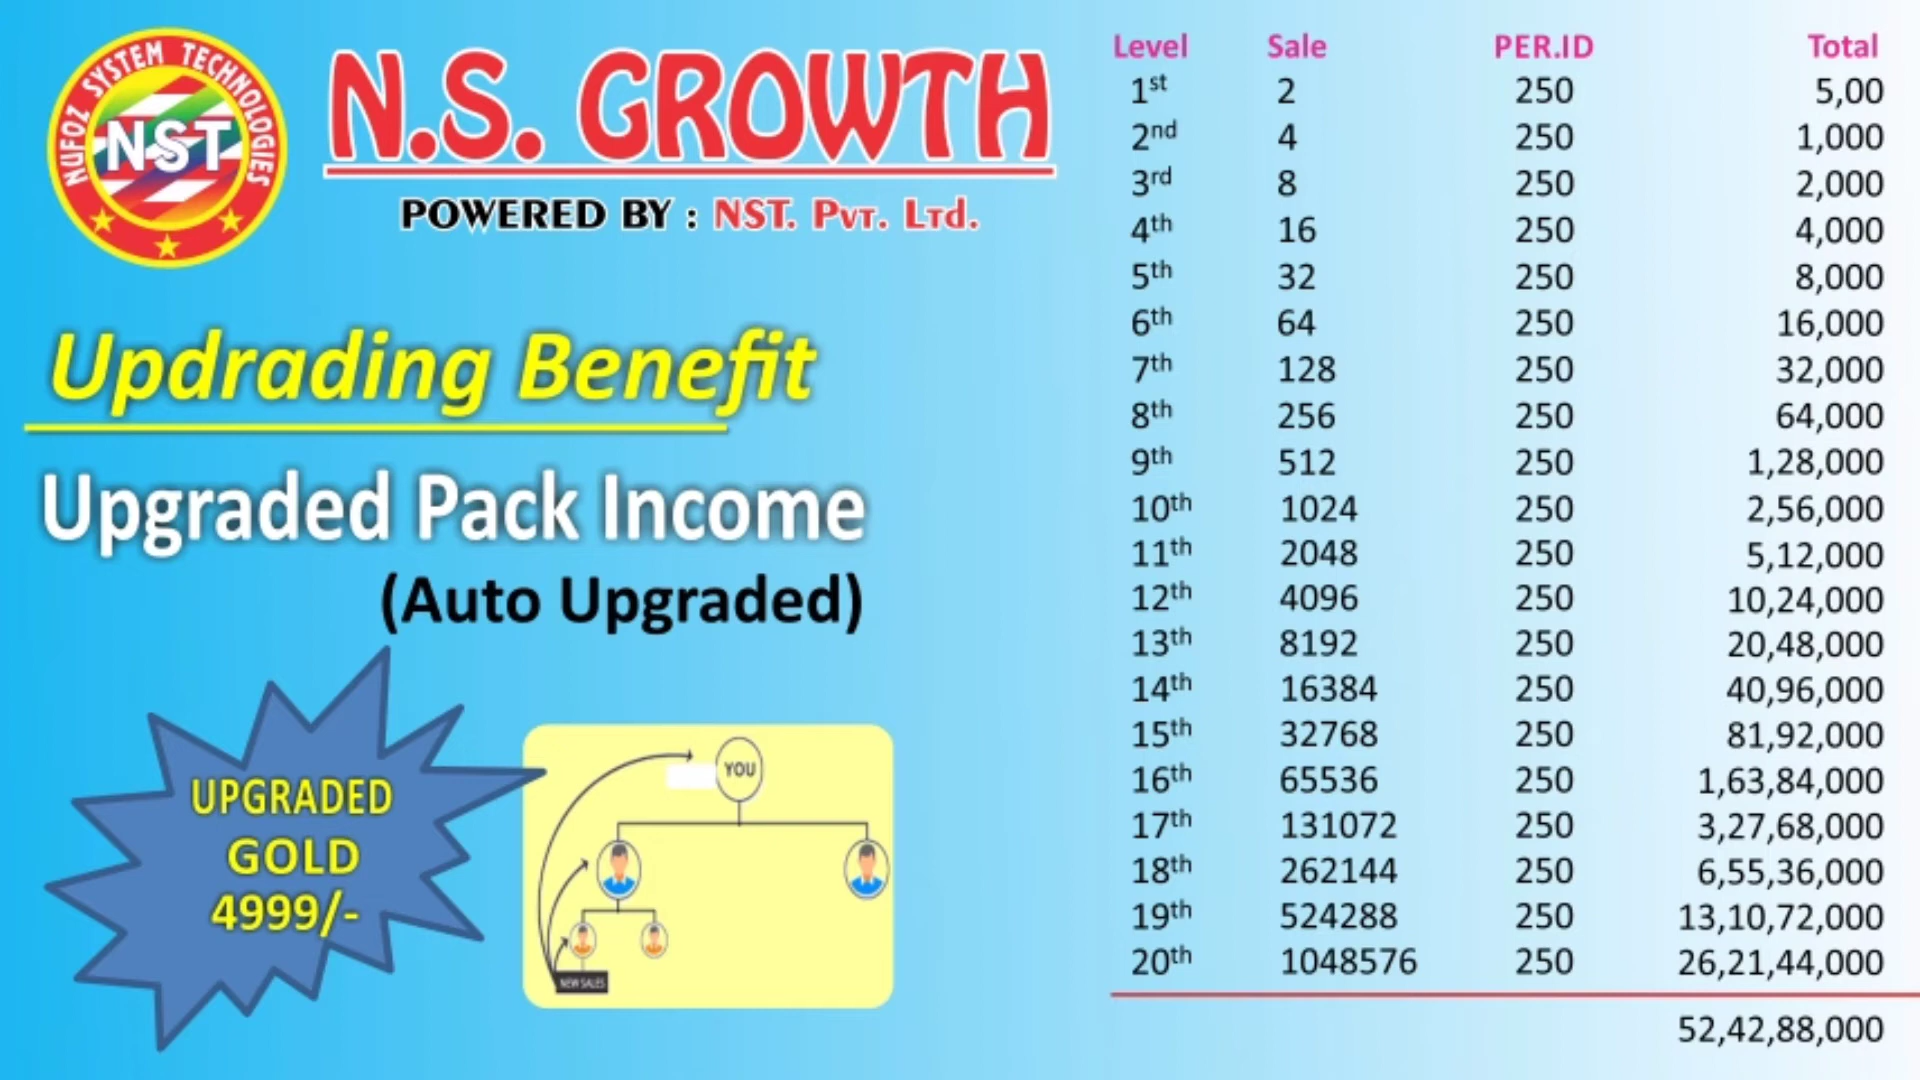 NUFOZ SYSTEM TECHNOLOGIES
NST
N.S. GROWTH
POWERED BY : NST. PVT. LTd.
Updrading Benefit
Upgraded Pack Income
(Auto Upgraded)
UPGRADED
GOLD
4999/-
YOU
NEW SALES
Level Sale PER.ID Total
1st 2 250 5,00
2nd 4 250 1,000
3rd 8 250 2,000
4th 16 250 4,000
5th 32 250 8,000
6th 64 250 16,000
7th 128 250 32,000
8th 256 250 64,000
9th 512 250 1,28,000
10th 1024 250 2,56,000
11th 2048 250 5,12,000
12th 4096 250 10,24,000
13th 8192 250 20,48,000
14th 16384 250 40,96,000
15th 32768 250 81,92,000
16th 65536 250 1,63,84,000
17th 131072 250 3,27,68,000
18th 262144 250 6,55,36,000
19th 524288 250 13,10,72,000
20th 1048576 250 26,21,44,000
52,42,88,000